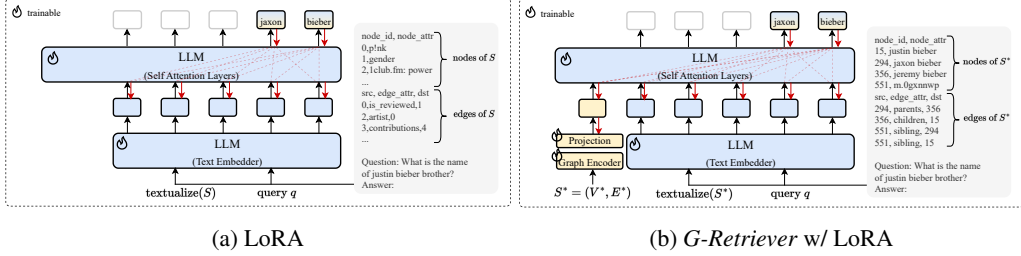 trainable
jaxon
bieber
LLM
(Self Attention Layers)
LLM
(Text Embedder)
textualize(S)
query q
node_id, node_attr
0,p!nk
1,gender
2,1club.fm: power
...
nodes of S
src, edge_attr, dst
0,is_reviewed,1
2,artist,0
3,contributions,4
...
edges of S
Question: What is the name
of justin bieber brother?
Answer:
(a) LoRA
trainable
jaxon
bieber
LLM
(Self Attention Layers)
Projection
Graph Encoder
LLM
(Text Embedder)
S* = (V*, E*)
textualize(S*)
query q
node_id, node_attr
15, justin bieber
294, jaxon bieber
356, jeremy bieber
551, m.0gxnnwp
nodes of S*
src, edge_attr, dst
294, parents, 356
356, children, 15
551, sibling, 294
551, sibling, 15
edges of S*
Question: What is the name
of justin bieber brother?
Answer:
(b) G-Retriever w/ LoRA